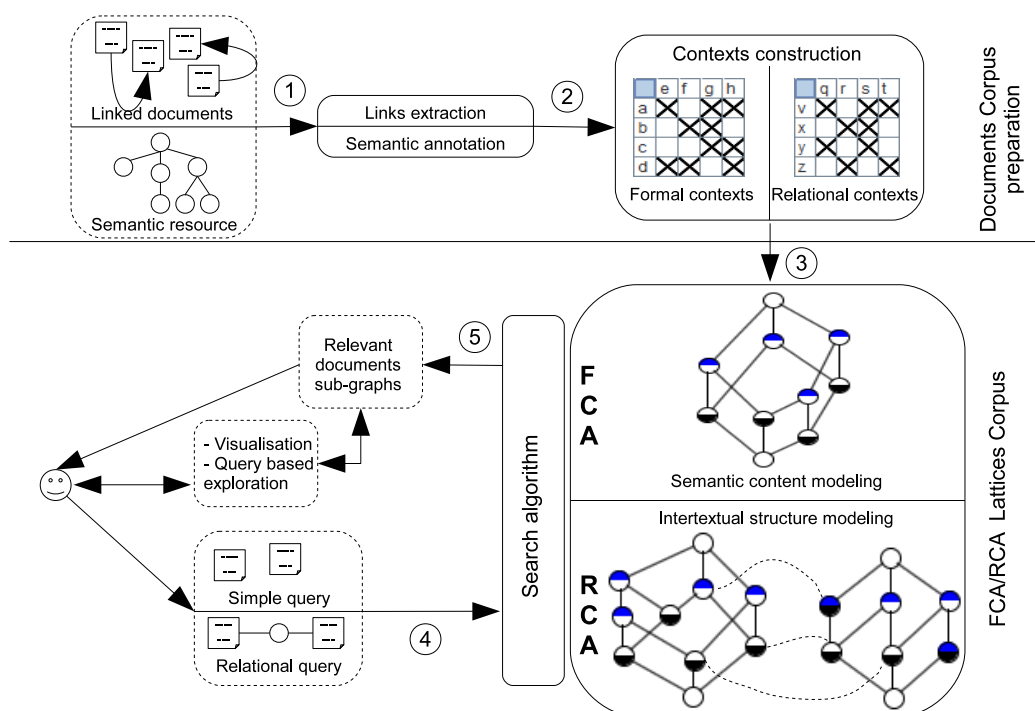 Linked documents
Semantic resource
1
Links extraction
Semantic annotation
2
Contexts construction
e f g h
a
b
c
d
Formal contexts
q r s t
v
x
y
z
Relational contexts
Documents Corpus
preparation
3
FCA
Semantic content modeling
Intertextual structure modeling
RCA
FCA/RCA Lattices Corpus
Search algorithm
5
Relevant
documents
sub-graphs
- Visualisation
- Query based
exploration
Simple query
Relational query
4